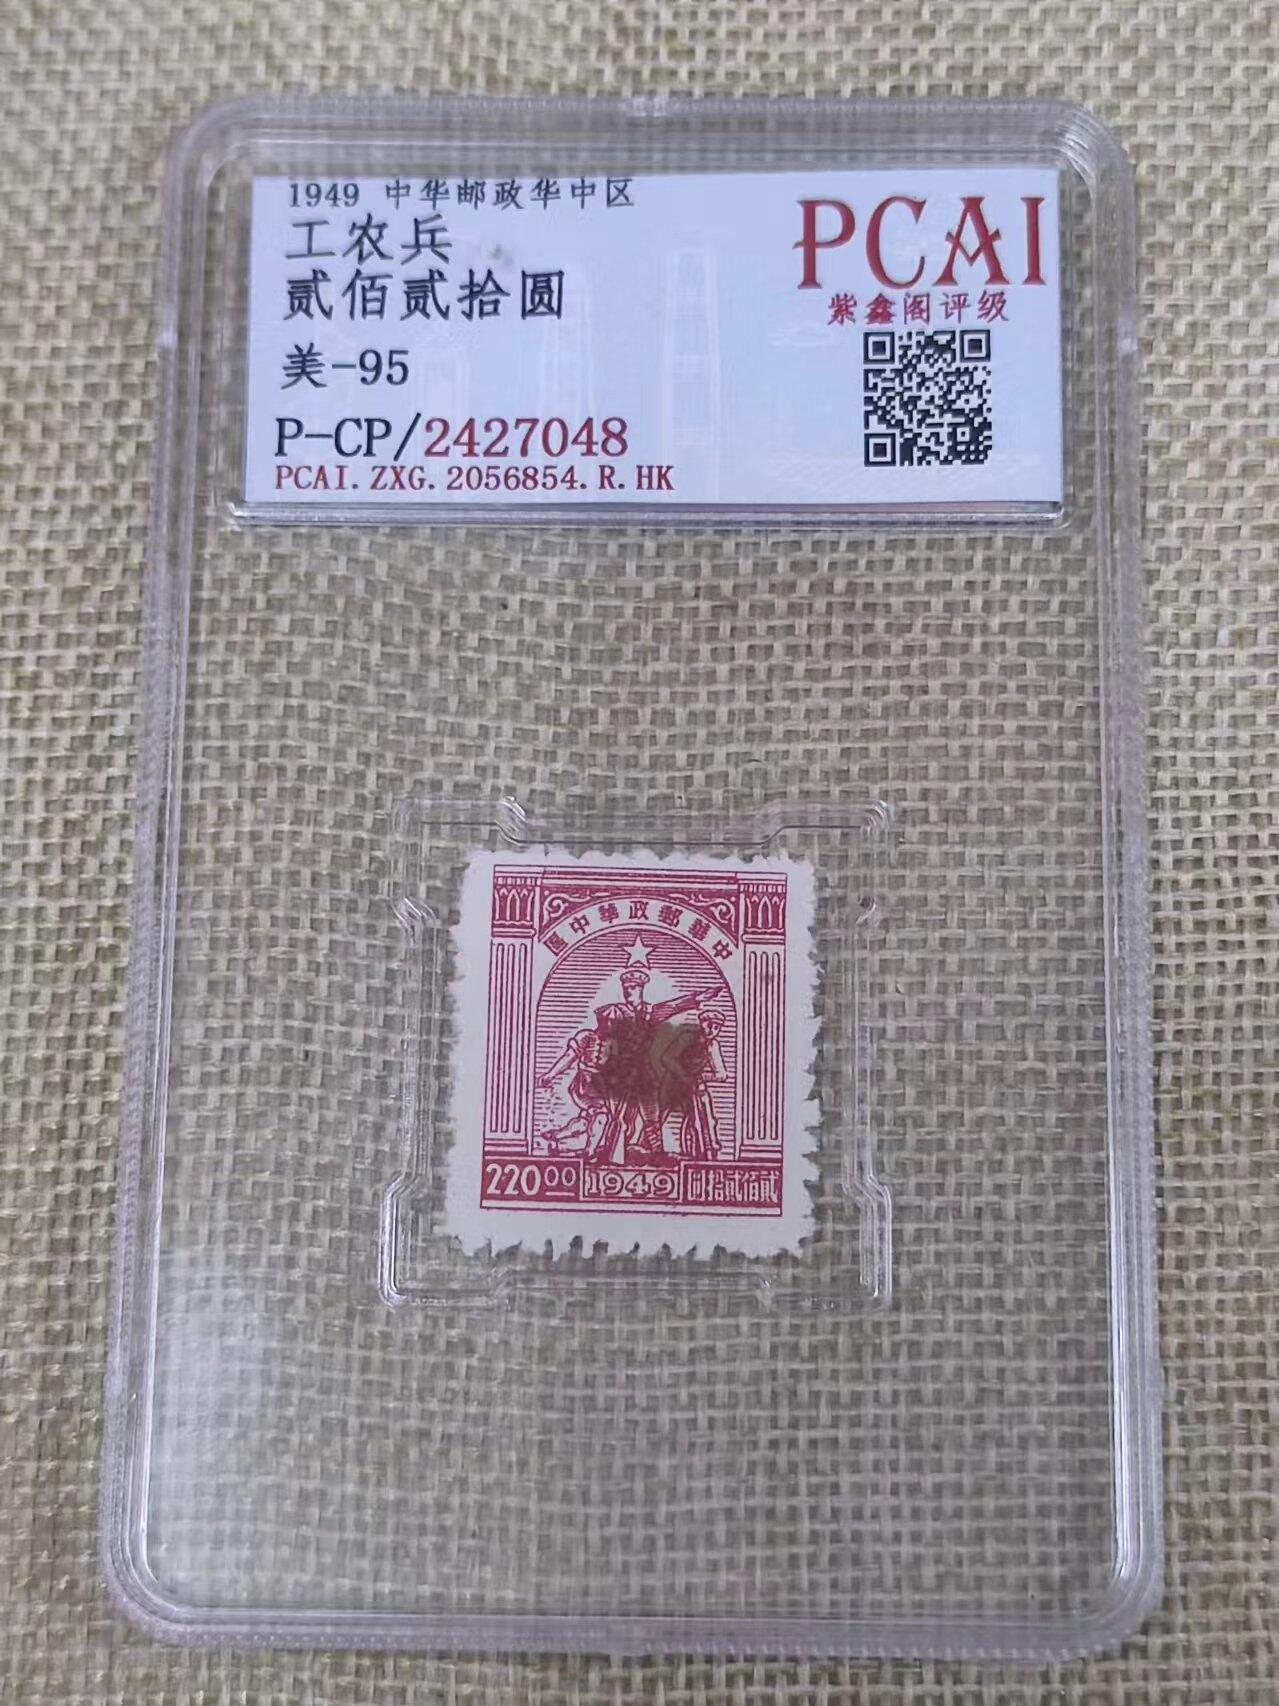 1949 中华邮政华中区
工农兵
贰佰贰拾圆
美-95
P-CP/2427048
PCAI.ZXG.2056854.R.HK
PCAI
紫鑫阁评级
區中華政郵華中
220⁰⁰ 1949 圓拾貳佰貳